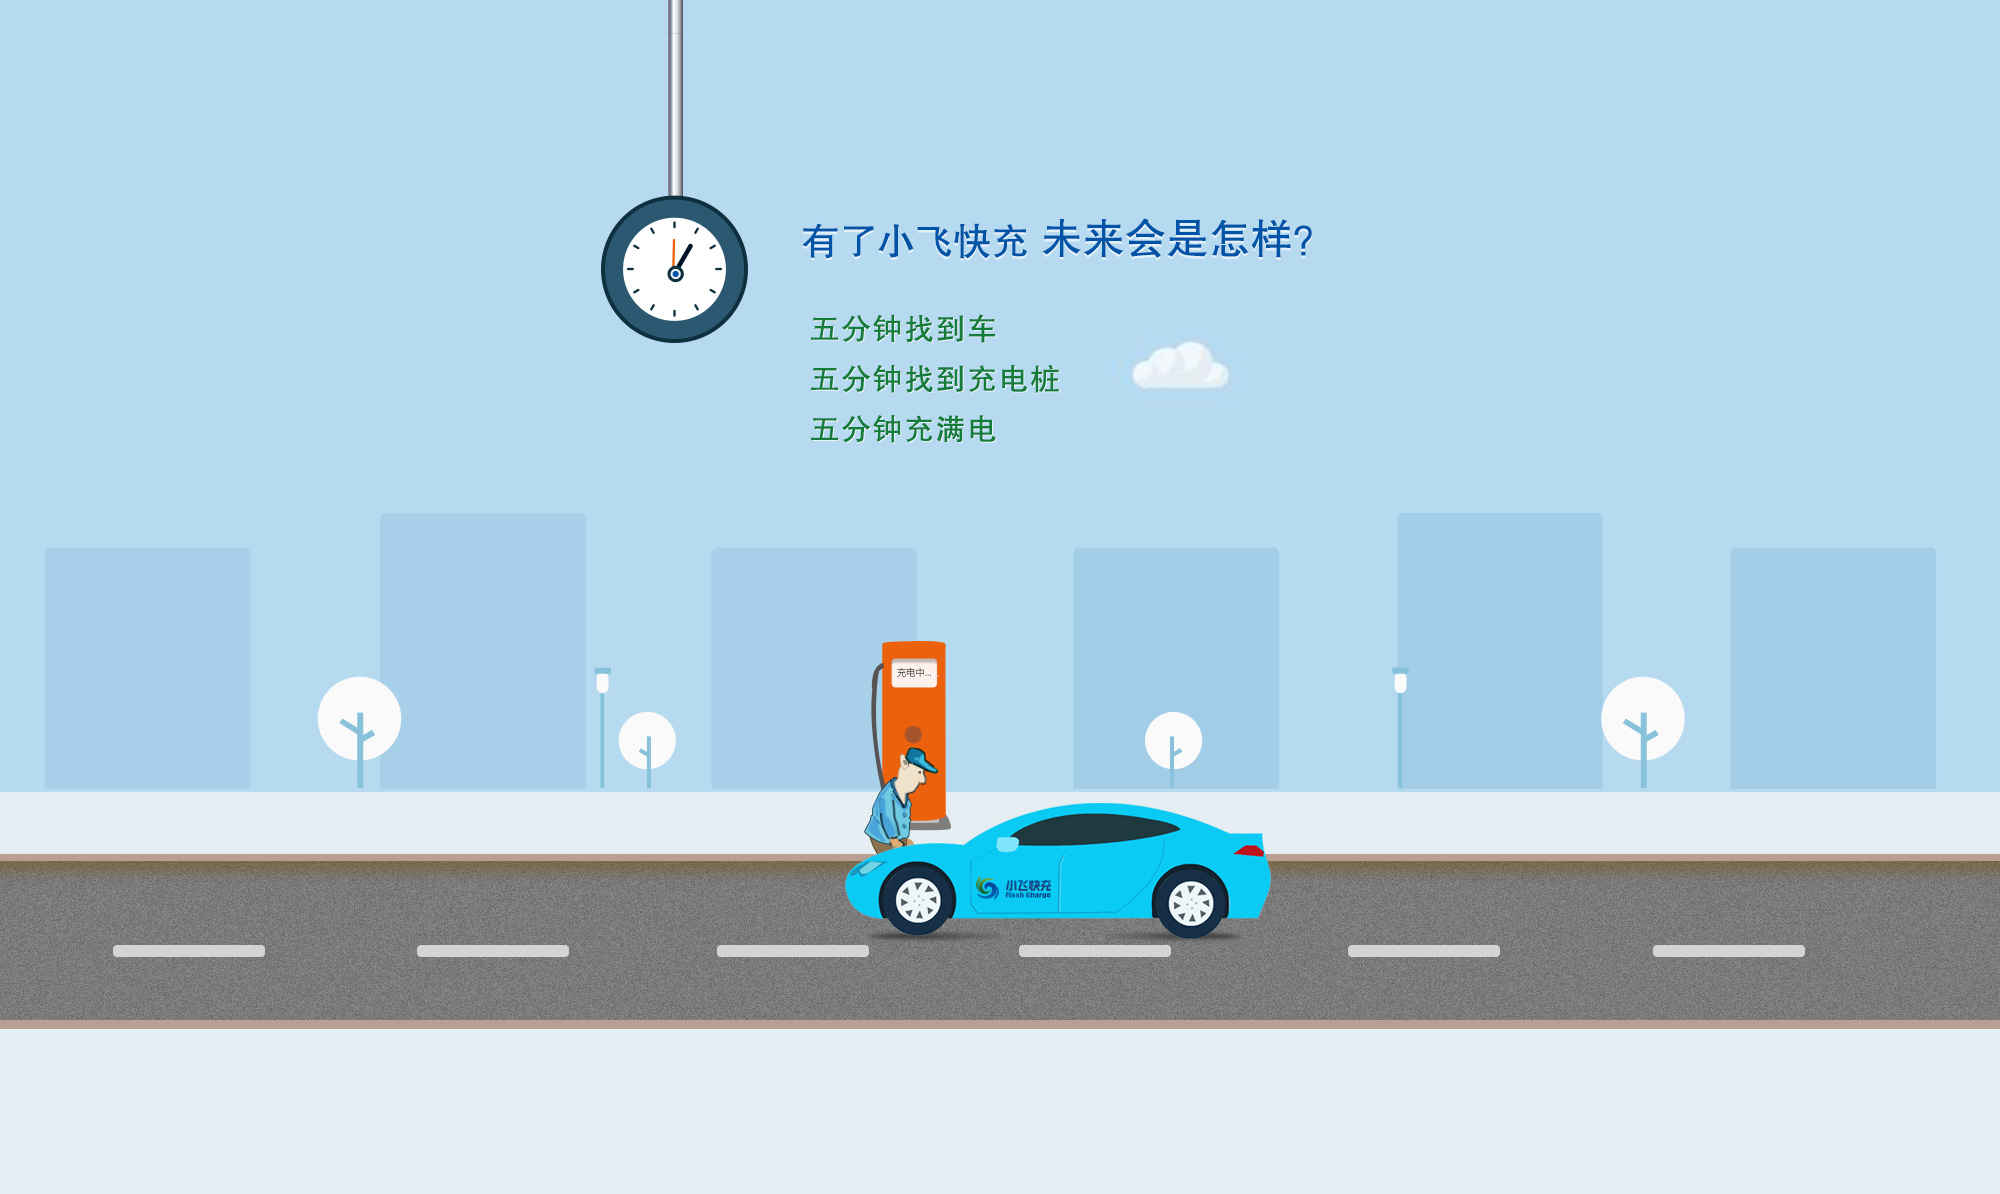 有了小飞快充 未来会是怎样?
五分钟找到车
五分钟找到充电桩
五分钟充满电
充电中...
小飞快充
Flash Charge